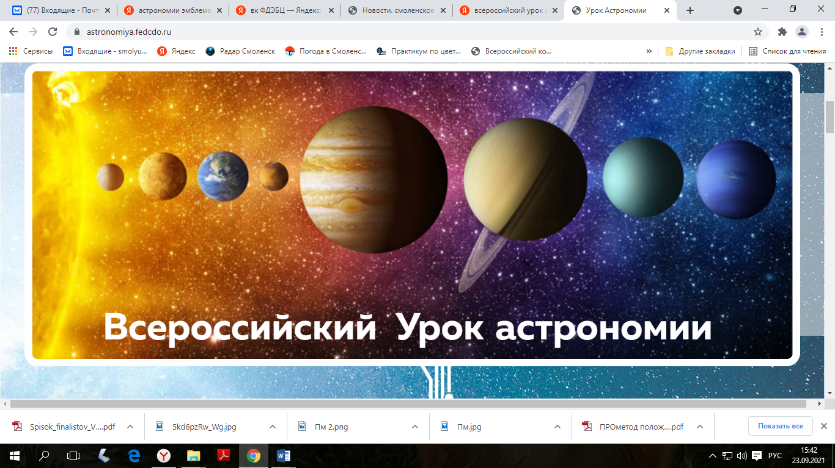 (77) Входящие - Почт
астрономии эмблема
вк ФДЭБЦ — Яндекс
Новости. смоленское
всероссийский урок
Урок Астрономии
astronomiya.fedcdo.ru
Сервисы
Входящие - smolyu...
Яндекс
Радар Смоленск
Погода в Смоленс...
Практикум по цвет...
Всероссийский ко...
»
Другие закладки
Список для чтения
Всероссийский Урок астрономии
Spisok_finalistov_V....pdf
5kd6pzRw_Wg.jpg
Пм 2.png
Пм.jpg
ПРОметод полож....pdf
Показать все
РУС
15:42
23.09.2021